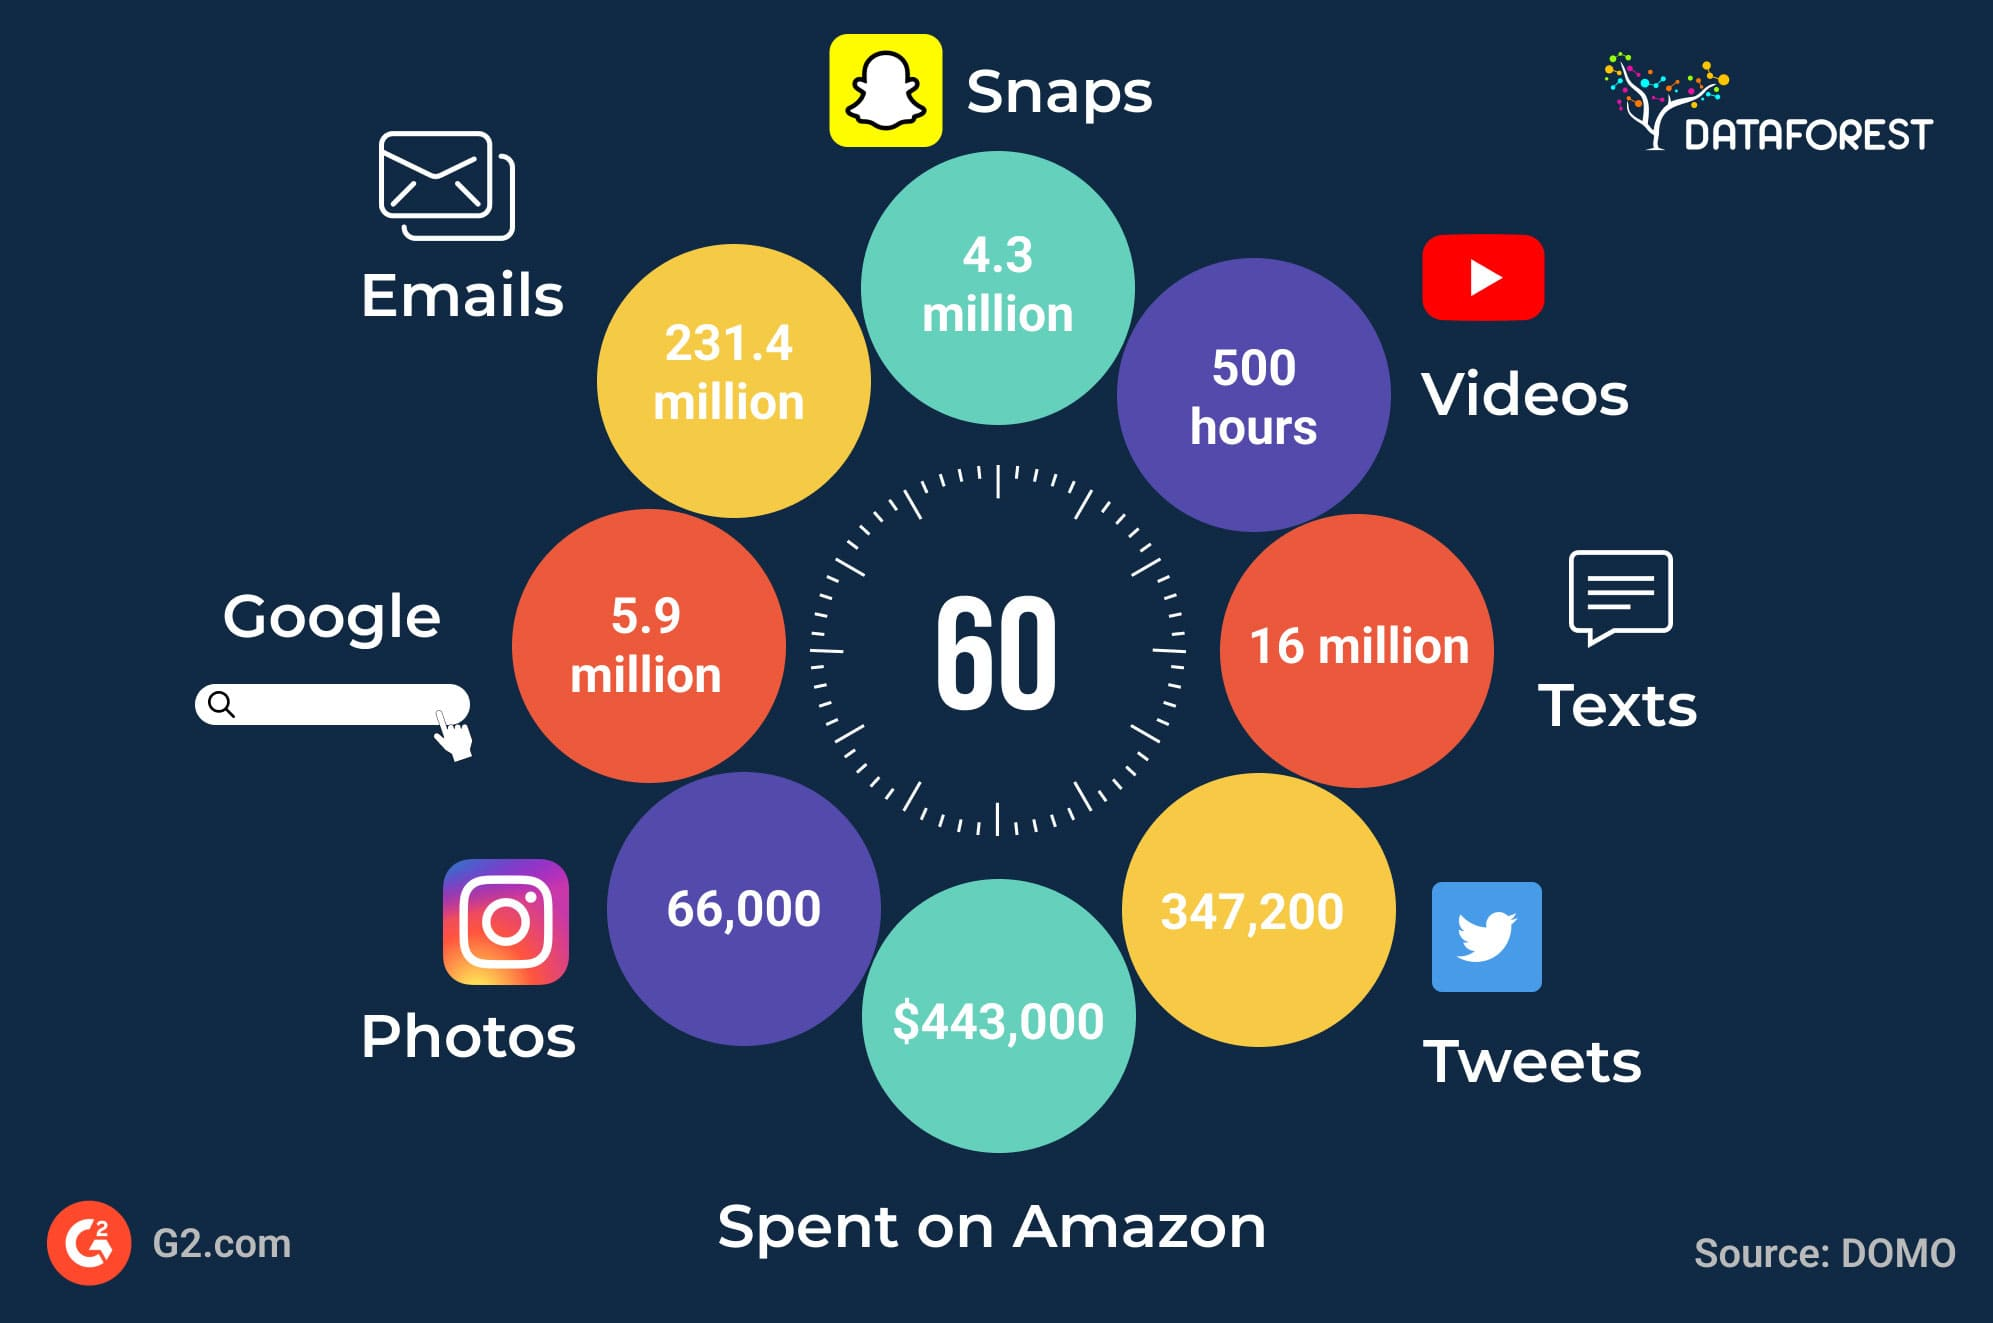 Snaps
DATAFOREST
Emails
4.3
million
231.4
million
500
hours
Videos
Google
5.9
million
60
16 million
Texts
66,000
347,200
Photos
$443,000
Tweets
Spent on Amazon
G2
G2.com
Source: DOMO